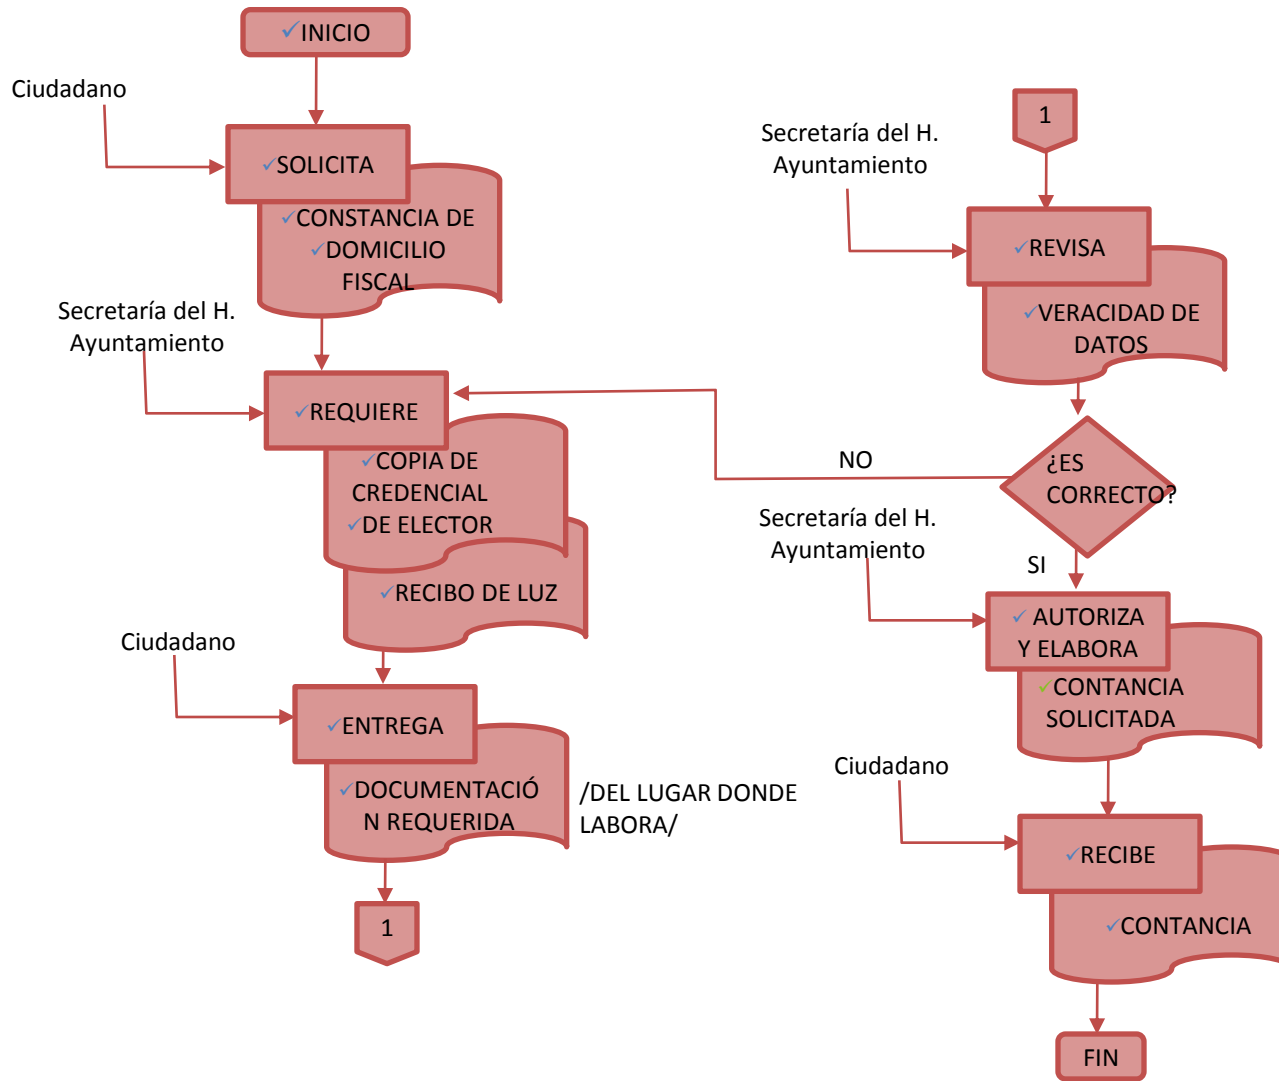 ✓INICIO
Ciudadano
✓SOLICITA
✓CONSTANCIA DE
✓DOMICILIO
FISCAL
Secretaría del H.
Ayuntamiento
✓REQUIERE
✓COPIA DE
CREDENCIAL
✓DE ELECTOR
✓RECIBO DE LUZ
Ciudadano
✓ENTREGA
✓DOCUMENTACIÓ
N REQUERIDA
/DEL LUGAR DONDE
LABORA/
1
1
Secretaría del H.
Ayuntamiento
✓REVISA
✓VERACIDAD DE
DATOS
¿ES
CORRECTO?
NO
SI
Secretaría del H.
Ayuntamiento
✓ AUTORIZA
Y ELABORA
✓CONTANCIA
SOLICITADA
Ciudadano
✓RECIBE
✓CONTANCIA
FIN